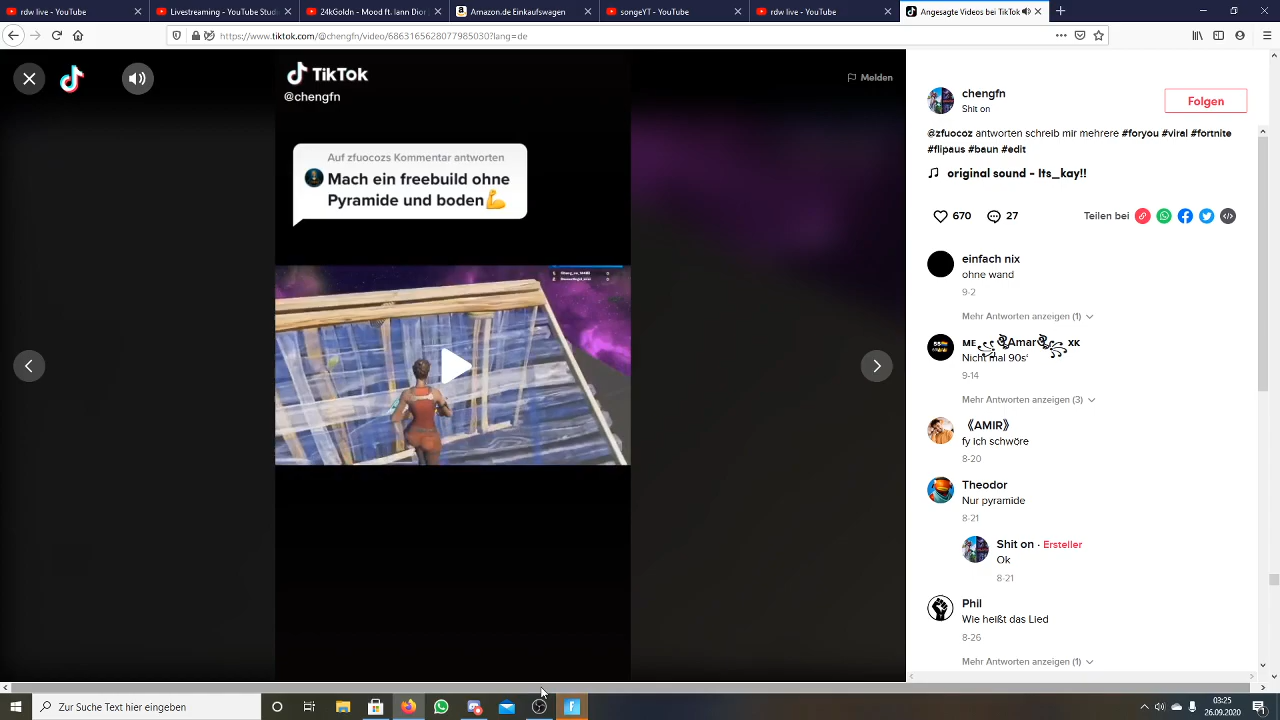 rdw live - YouTube
Livestreaming - YouTube Stud
24kGoldn - Mood ft. Iann Dior
Amazon.de Einkaufswagen
songeYT - YouTube
rdw live - YouTube
Angesagte Videos bei TikTok
https://www.tiktok.com/@chengfn/video/6863165628077985030?lang=de
TikTok
@chengfn
Melden
Auf zfuocozs Kommentar antworten
Mach ein freebuild ohne
Pyramide und boden💪
chengfn
Shit on
Folgen
@zfuocoz antworten schreib mir mehrere #foryou #viral #fortnite
#flipaus #baun #edit
original sound - Its_kay!!
670
27
Teilen bei
einfach nix
ohne wand
9-2
Mehr Antworten anzeigen (1)
Amar
Nicht mal 90s'
9-14
Mehr Antworten anzeigen (3)
《AMIR》
fy ich schwöre
8-20
Theodor
Nur pyramide
8-21
Shit on · Ersteller
Ok
8-21
Phil
Wie heißt das Lied
8-26
Mehr Antworten anzeigen (1)
Zur Suche Text hier eingeben
03:25
26.09.2020